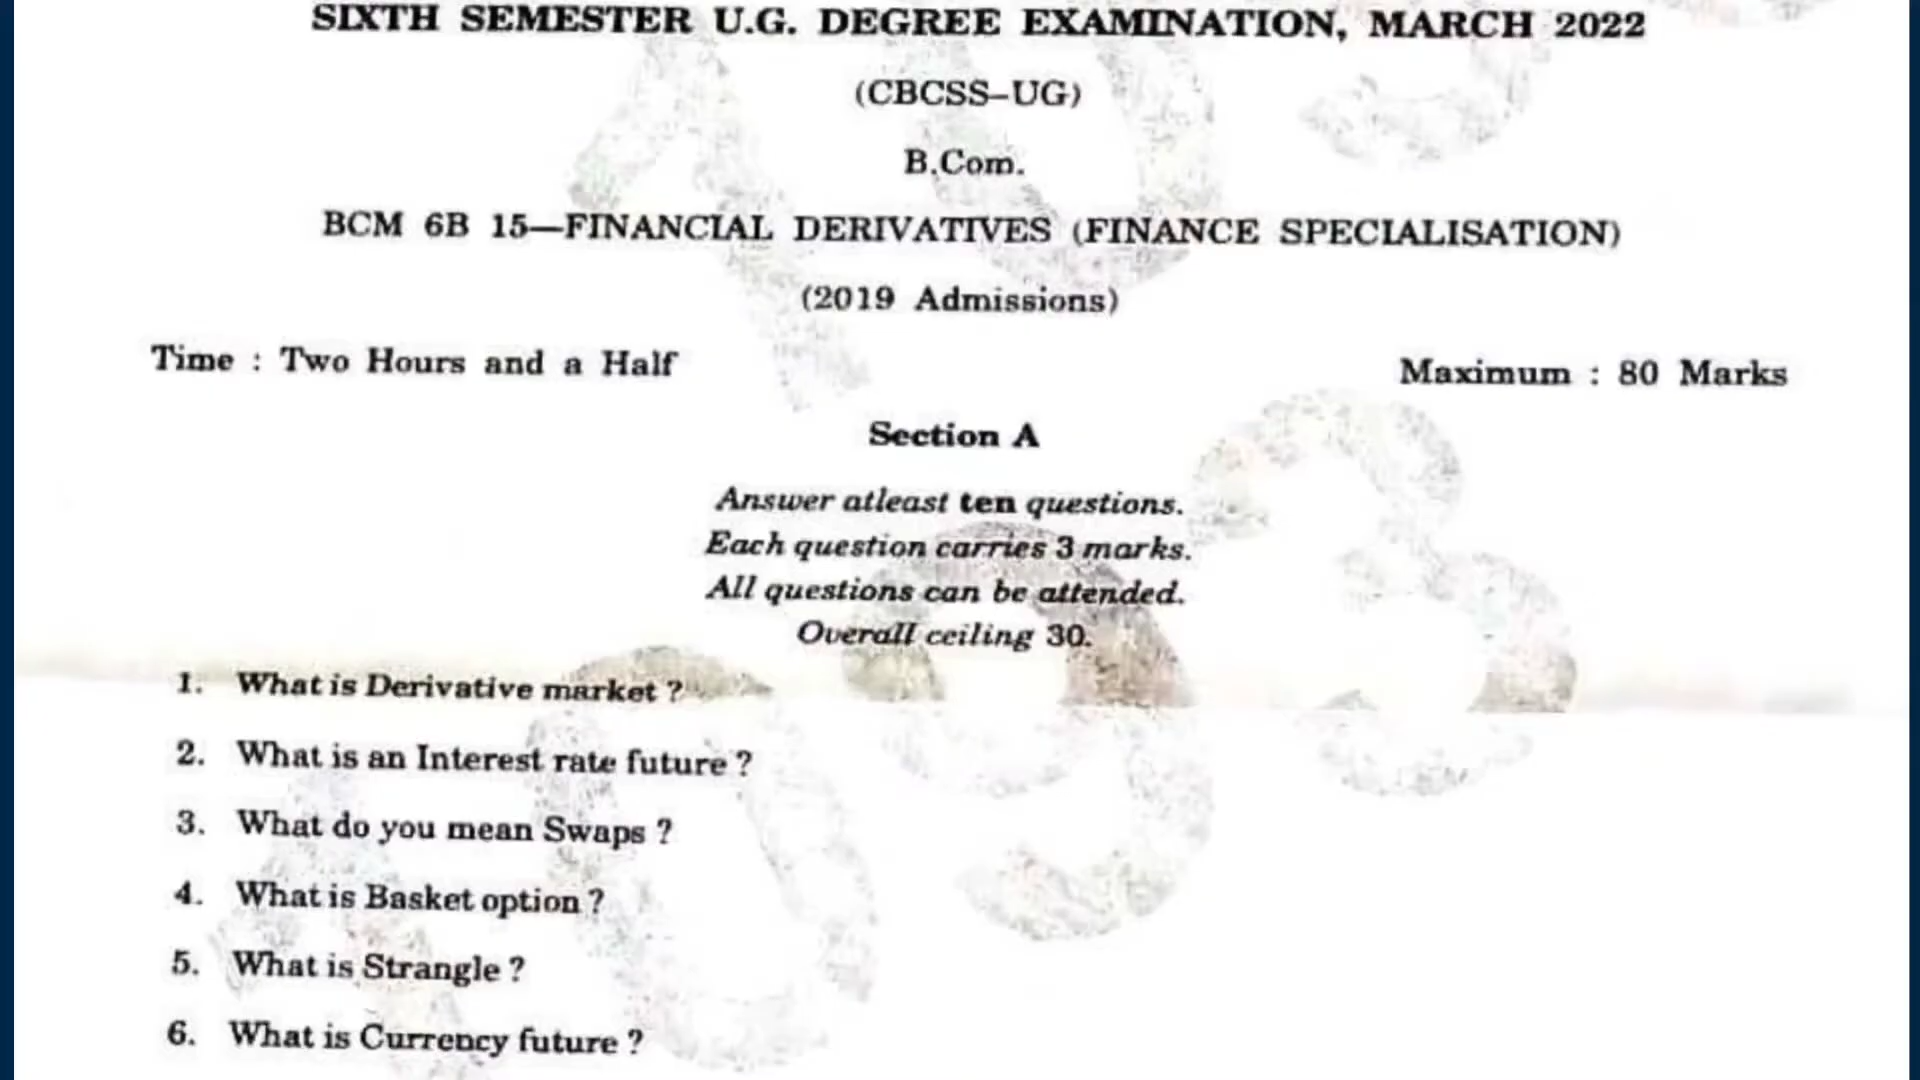 SIXTH SEMESTER U.G. DEGREE EXAMINATION, MARCH 2022
(CBCSS–UG)
B.Com.
BCM 6B 15—FINANCIAL DERIVATIVES (FINANCE SPECIALISATION)
(2019 Admissions)
Time : Two Hours and a Half Maximum : 80 Marks
Section A
Answer atleast ten questions.
Each question carries 3 marks.
All questions can be attended.
Overall ceiling 30.
1. What is Derivative market ?
2. What is an Interest rate future ?
3. What do you mean Swaps ?
4. What is Basket option ?
5. What is Strangle ?
6. What is Currency future ?